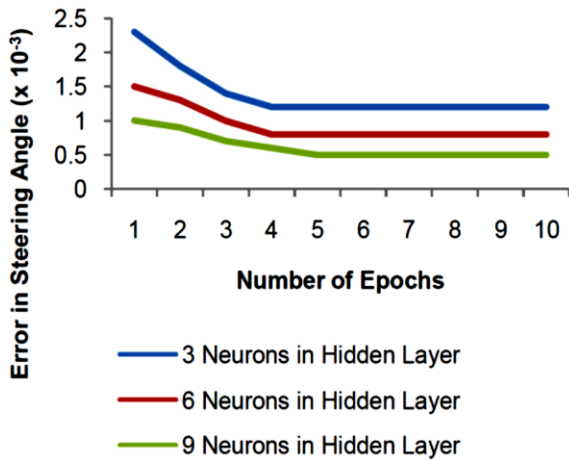 Error in Steering Angle (x 10⁻³)
2.5
2
1.5
1
0.5
0
1 2 3 4 5 6 7 8 9 10
Number of Epochs
3 Neurons in Hidden Layer
6 Neurons in Hidden Layer
9 Neurons in Hidden Layer